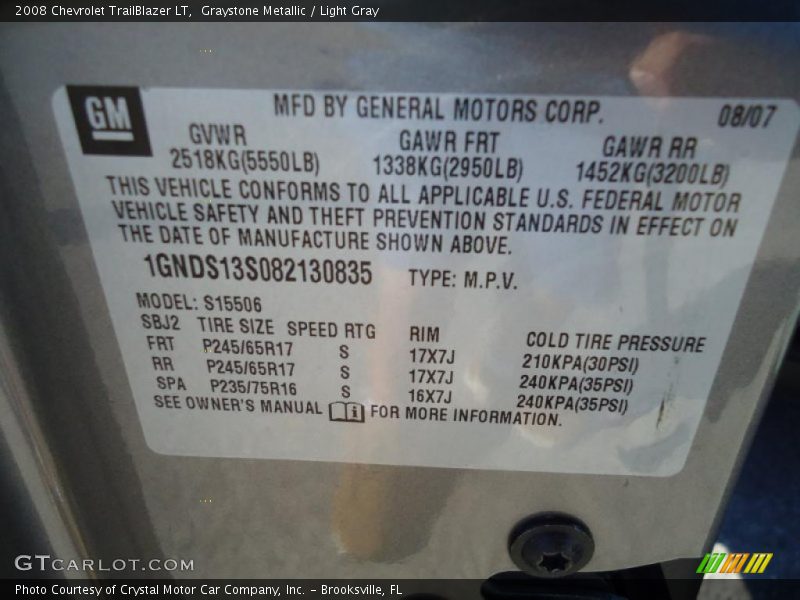 2008 Chevrolet TrailBlazer LT, Graystone Metallic / Light Gray
GM
MFD BY GENERAL MOTORS CORP. 08/07
GVWR GAWR FRT GAWR RR
2518KG(5550LB) 1338KG(2950LB) 1452KG(3200LB)
THIS VEHICLE CONFORMS TO ALL APPLICABLE U.S. FEDERAL MOTOR
VEHICLE SAFETY AND THEFT PREVENTION STANDARDS IN EFFECT ON
THE DATE OF MANUFACTURE SHOWN ABOVE.
1GNDS13S082130835 TYPE: M.P.V.
MODEL: S15506
SBJ2 TIRE SIZE SPEED RTG RIM COLD TIRE PRESSURE
FRT P245/65R17 S 17X7J 210KPA(30PSI)
RR P245/65R17 S 17X7J 240KPA(35PSI)
SPA P235/75R16 S 16X7J 240KPA(35PSI)
SEE OWNER'S MANUAL i FOR MORE INFORMATION.
GTCARLOT.COM
Photo Courtesy of Crystal Motor Car Company, Inc. – Brooksville, FL